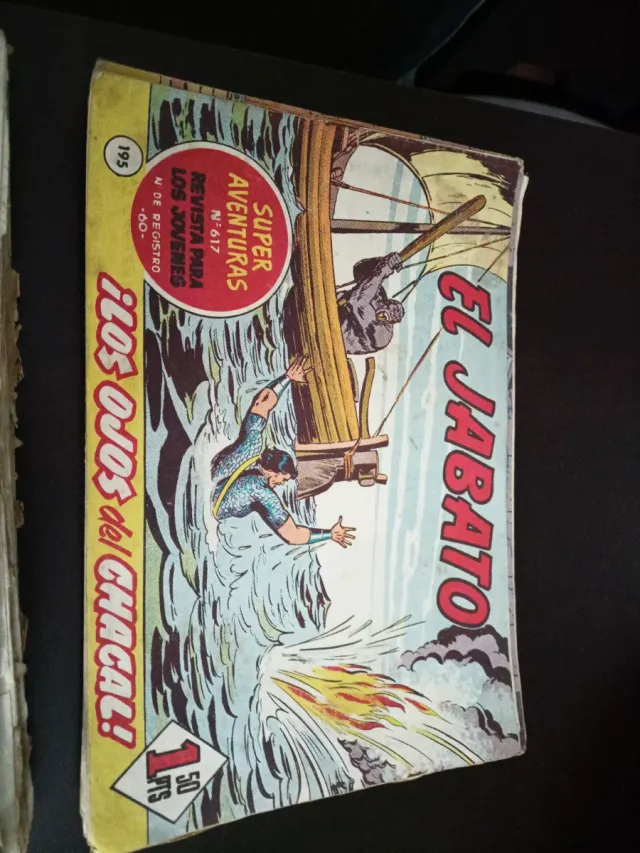 EL JABATO
SUPER
AVENTURAS
Nº 617
REVISTA PARA
LOS JOVENES
N DE REGISTRO
-60-
195
¡LOS OJOS del CHACAL!
1 50
PTS